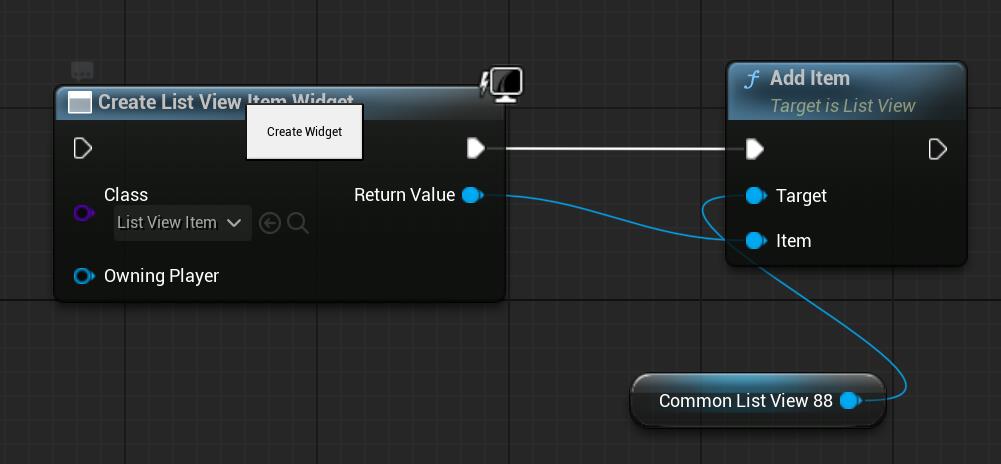 Create List View Item Widget
Create Widget
Class
List View Item
Return Value
Owning Player
Add Item
Target is List View
Target
Item
Common List View 88